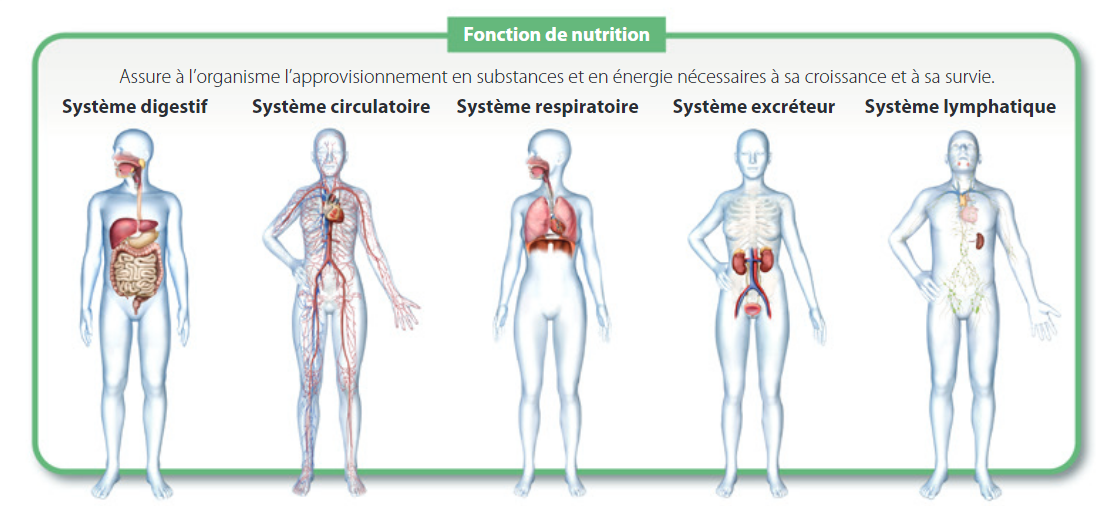 Fonction de nutrition
Assure à l'organisme l'approvisionnement en substances et en énergie nécessaires à sa croissance et à sa survie.
Système digestif
Système circulatoire
Système respiratoire
Système excréteur
Système lymphatique